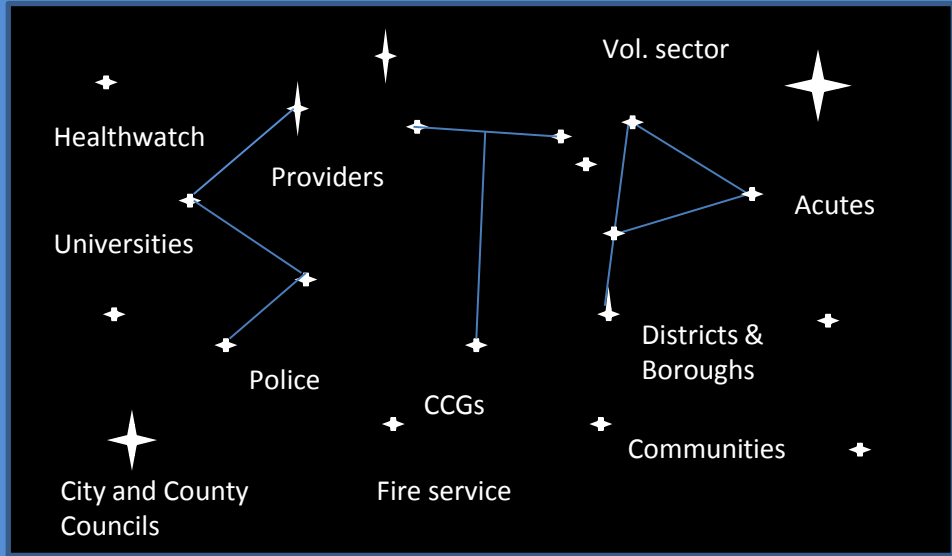 Vol. sector
Healthwatch
Providers
Acutes
Universities
Districts &
Boroughs
Police
CCGs
Communities
City and County
Councils
Fire service